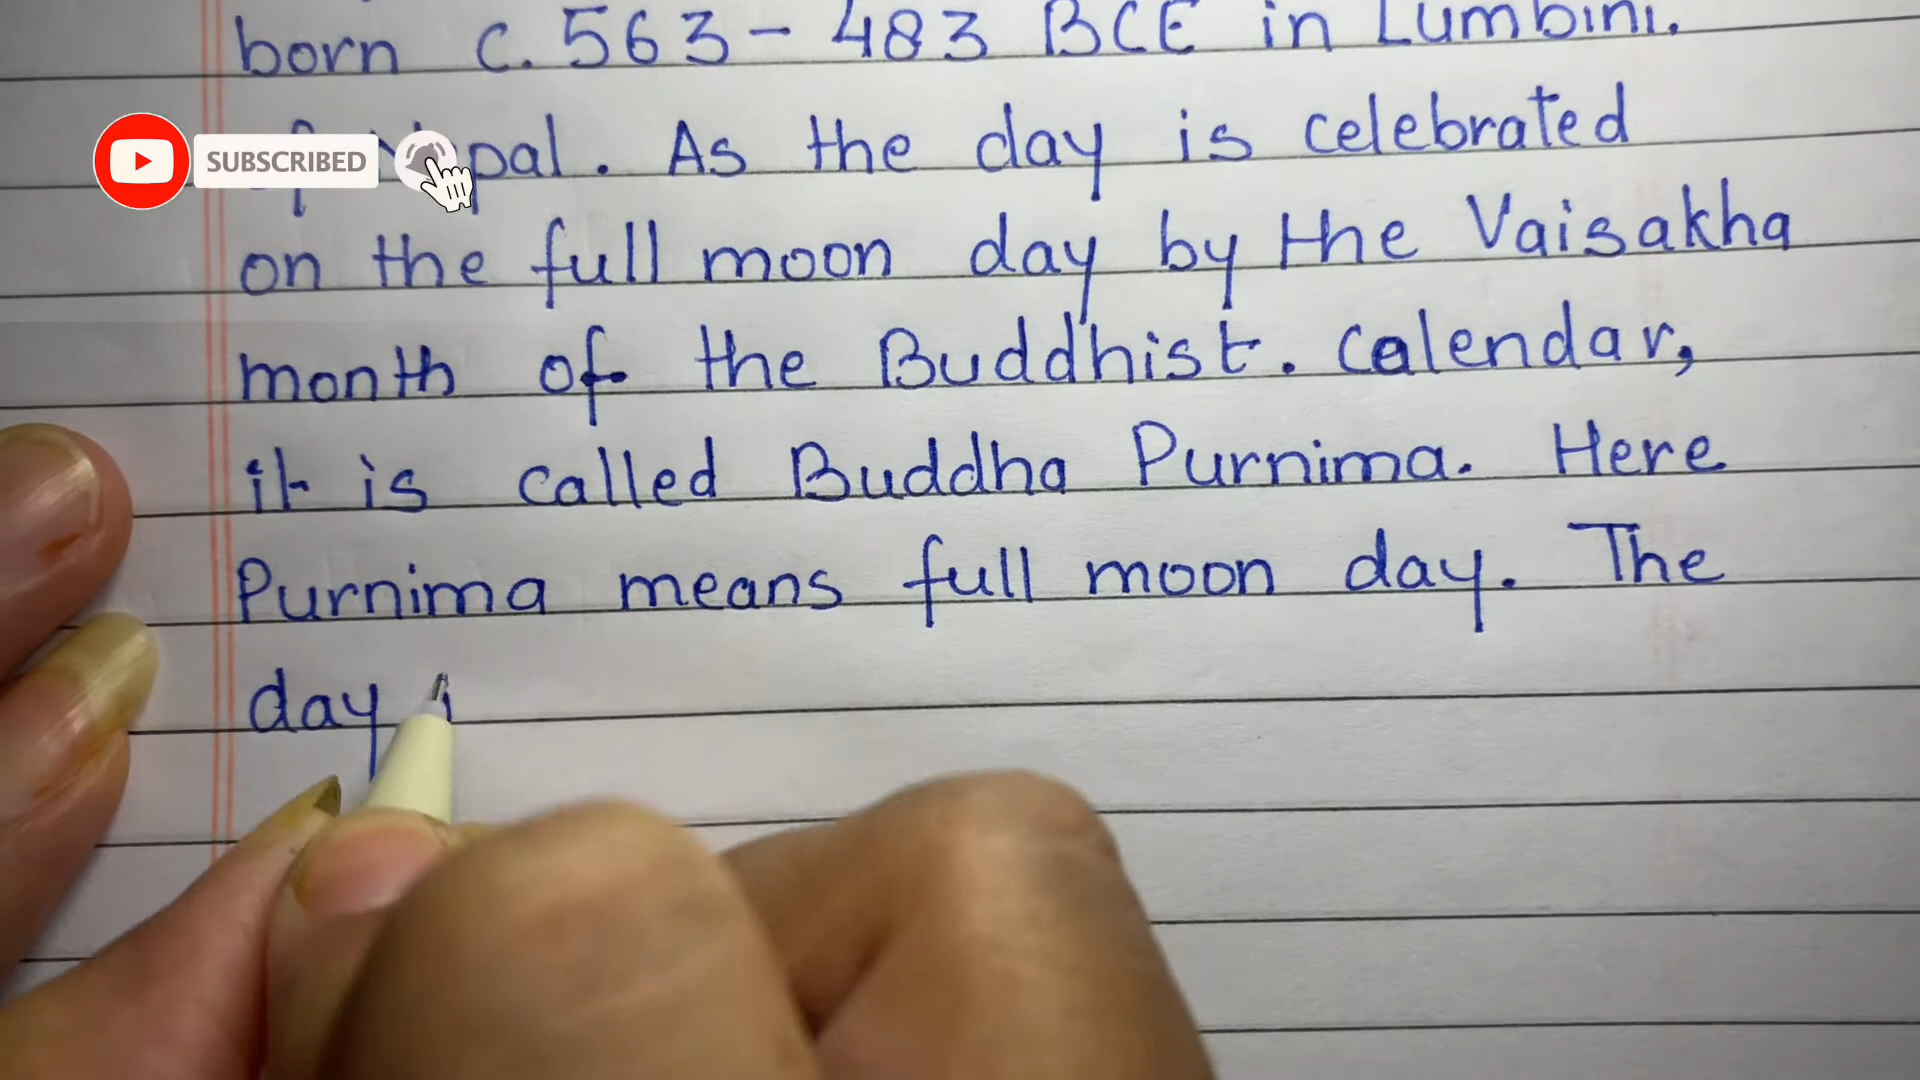 born c. 563 - 483 BCE in Lumbini.
of Nepal. As the day is celebrated
SUBSCRIBED
on the full moon day by the Vaisakha
month of the Buddhist. Calendar,
it is called Buddha Purnima. Here
Purnima means full moon day. The
day i